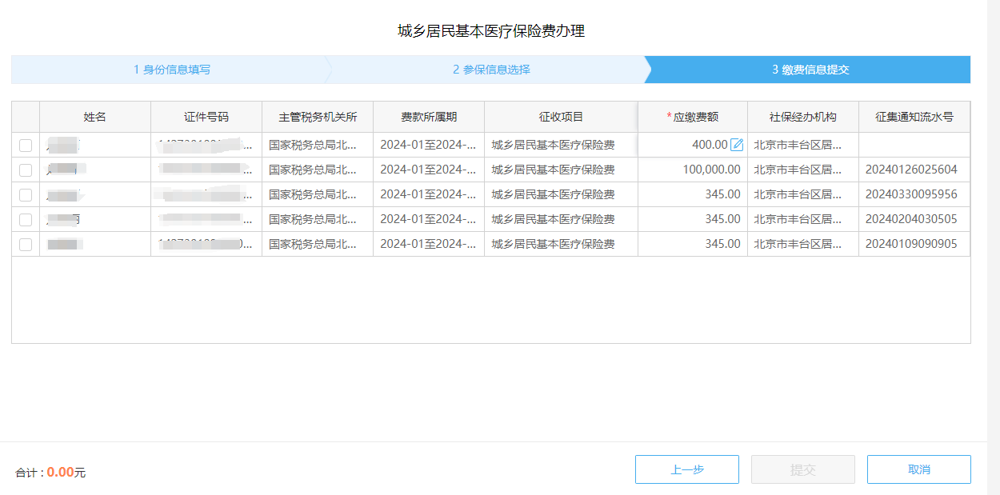 城乡居民基本医疗保险费办理
1 身份信息填写 2 参保信息选择 3 缴费信息提交
姓名 证件号码 主管税务机关所 费款所属期 征收项目 *应缴费额 社保经办机构 征集通知流水号
... 国家税务总局北... 2024-01至2024-... 城乡居民基本医疗保险费 400.00 北京市丰台区居...
... 国家税务总局北... 2024-01至2024-... 城乡居民基本医疗保险费 100,000.00 北京市丰台区居... 20240126025604
... 国家税务总局北... 2024-01至2024-... 城乡居民基本医疗保险费 345.00 北京市丰台区居... 20240330095956
... 国家税务总局北... 2024-01至2024-... 城乡居民基本医疗保险费 345.00 北京市丰台区居... 20240204030505
... 国家税务总局北... 2024-01至2024-... 城乡居民基本医疗保险费 345.00 北京市丰台区居... 20240109090905
合计 : 0.00元 上一步 提交 取消